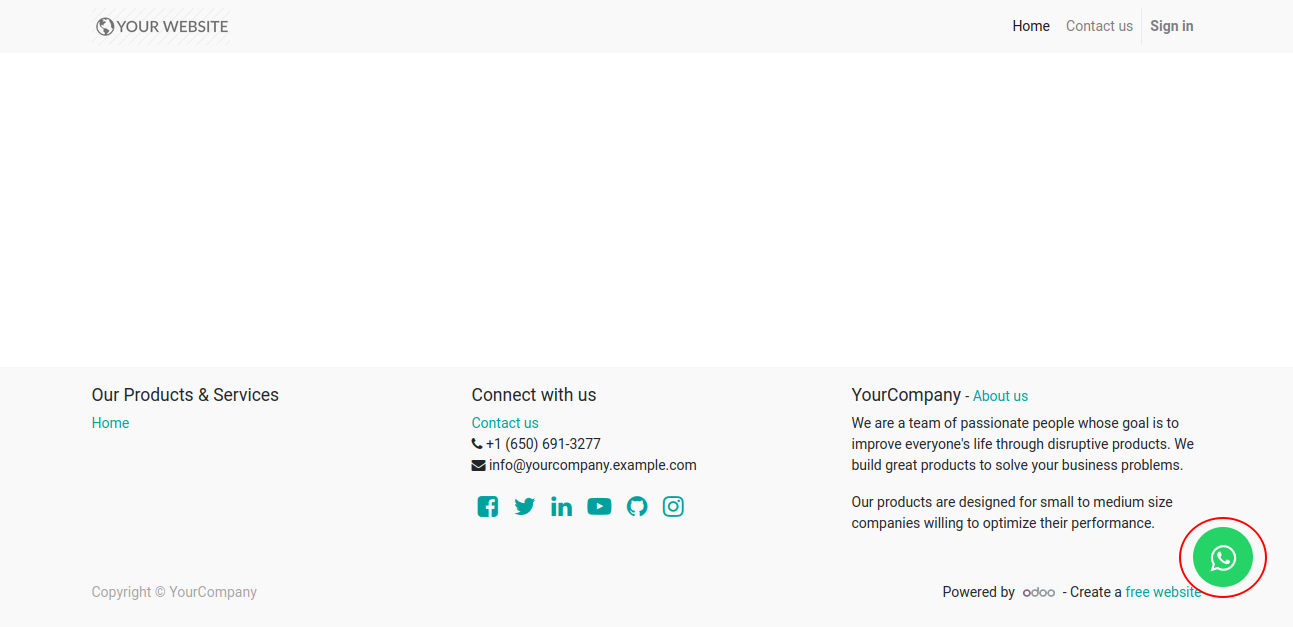 YOUR WEBSITE
Home Contact us Sign in
Our Products & Services
Home
Connect with us
Contact us
+1 (650) 691-3277
info@yourcompany.example.com
YourCompany - About us
We are a team of passionate people whose goal is to
improve everyone's life through disruptive products. We
build great products to solve your business problems.
Our products are designed for small to medium size
companies willing to optimize their performance.
Copyright © YourCompany
Powered by odoo - Create a free website